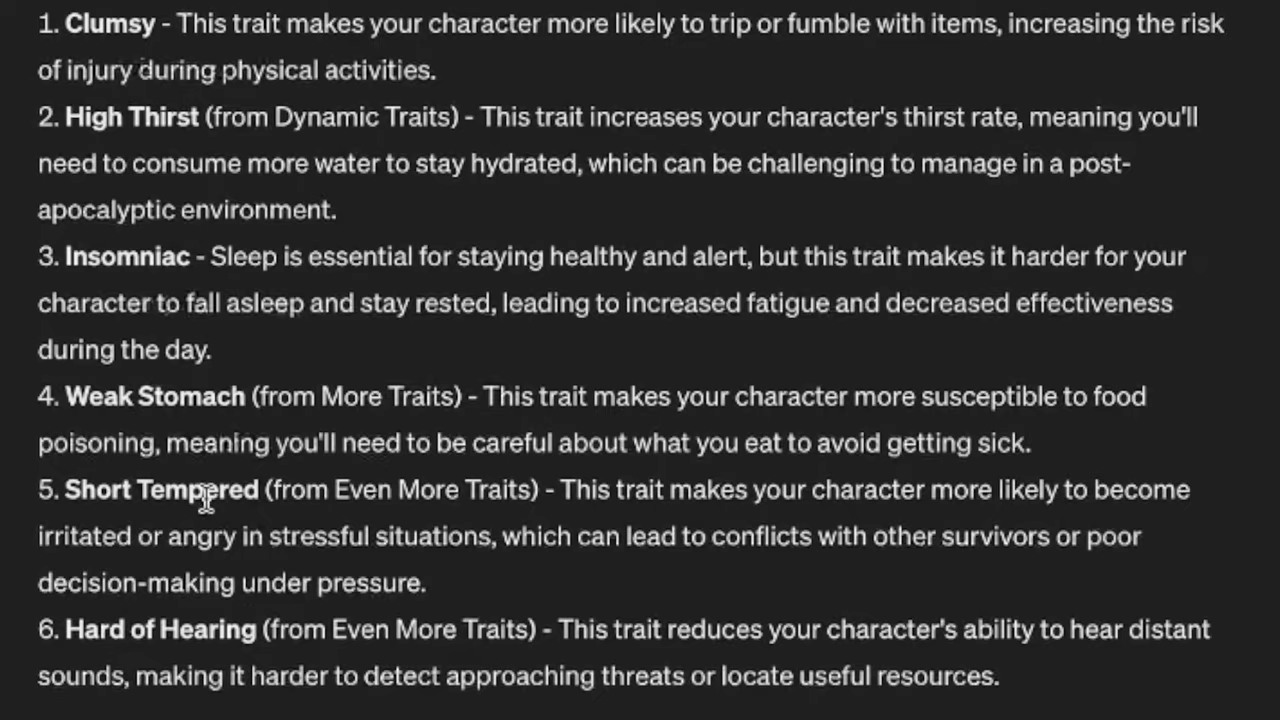 1. Clumsy - This trait makes your character more likely to trip or fumble with items, increasing the risk
of injury during physical activities.
2. High Thirst (from Dynamic Traits) - This trait increases your character's thirst rate, meaning you'll
need to consume more water to stay hydrated, which can be challenging to manage in a post-
apocalyptic environment.
3. Insomniac - Sleep is essential for staying healthy and alert, but this trait makes it harder for your
character to fall asleep and stay rested, leading to increased fatigue and decreased effectiveness
during the day.
4. Weak Stomach (from More Traits) - This trait makes your character more susceptible to food
poisoning, meaning you'll need to be careful about what you eat to avoid getting sick.
5. Short Tempered (from Even More Traits) - This trait makes your character more likely to become
irritated or angry in stressful situations, which can lead to conflicts with other survivors or poor
decision-making under pressure.
6. Hard of Hearing (from Even More Traits) - This trait reduces your character's ability to hear distant
sounds, making it harder to detect approaching threats or locate useful resources.